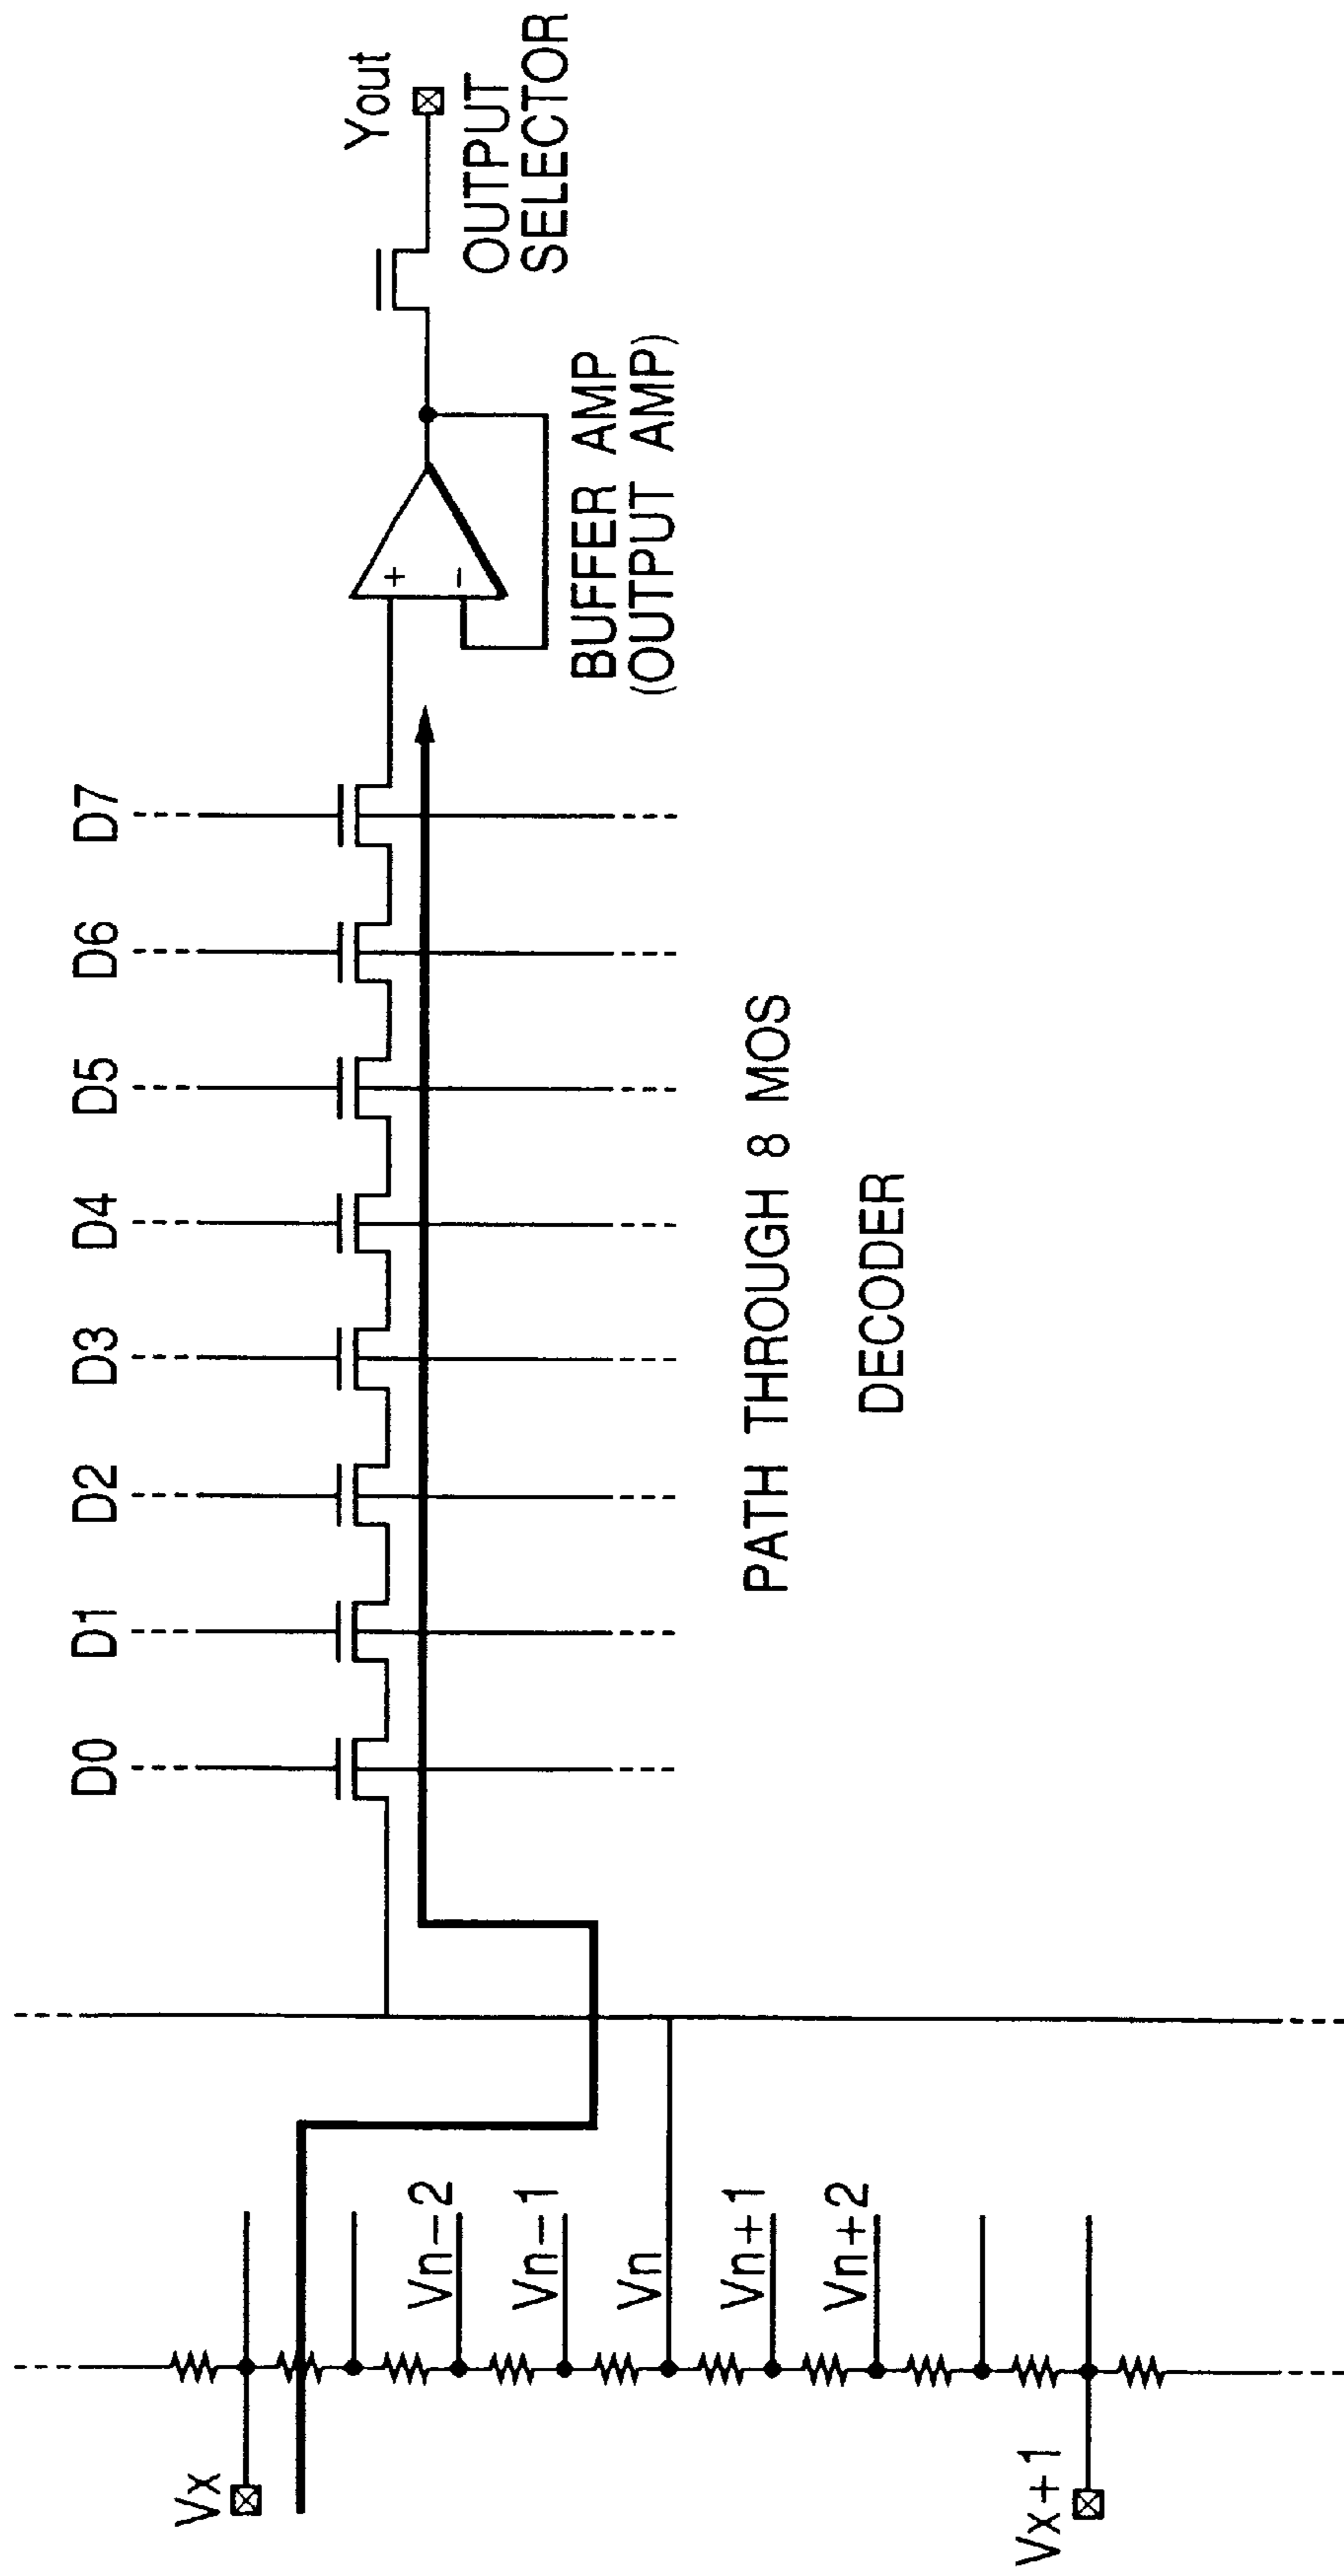 D0
D1
D2
D3
D4
D5
D6
D7
Yout
OUTPUT
SELECTOR
+
−
BUFFER AMP
(OUTPUT AMP)
Vx
Vn−2
Vn−1
Vn
Vn+1
Vn+2
Vx+1
PATH THROUGH 8 MOS
DECODER